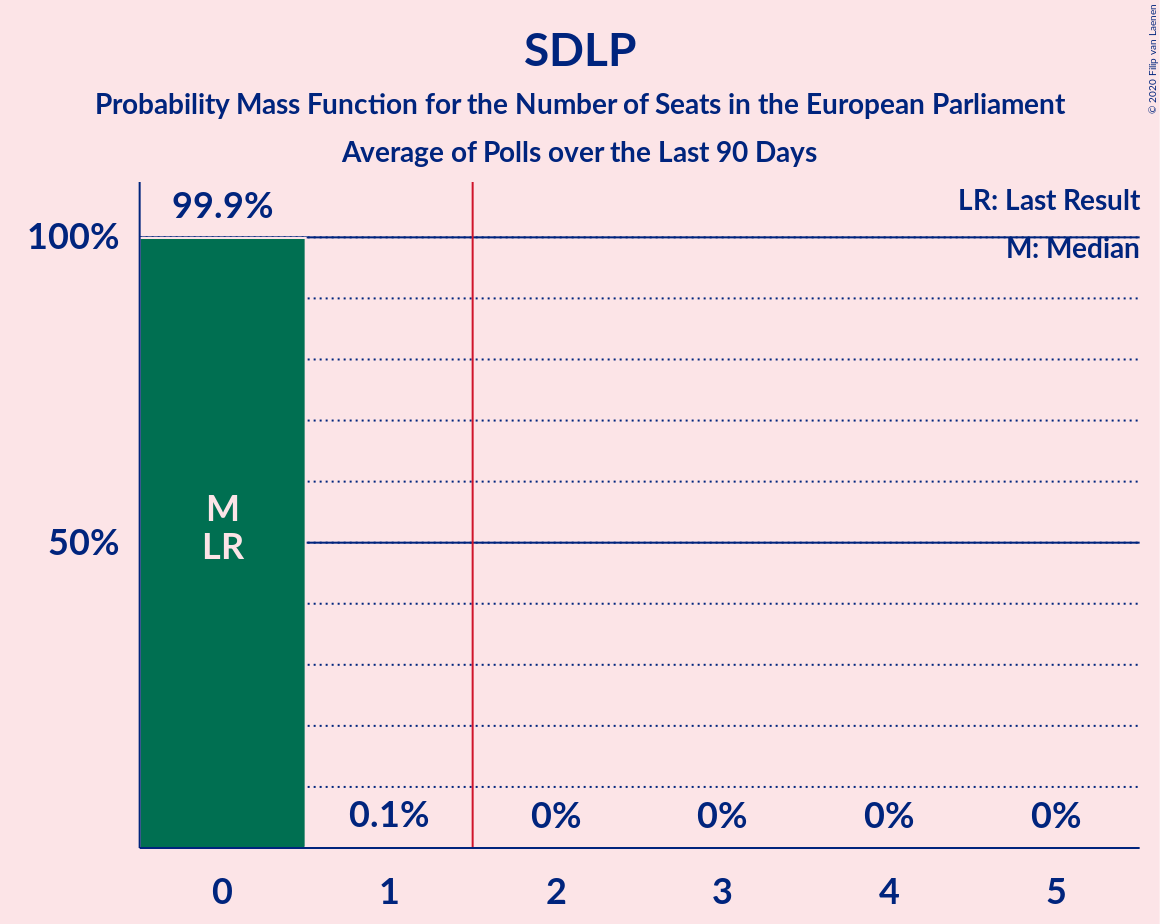 SDLP
Probability Mass Function for the Number of Seats in the European Parliament
Average of Polls over the Last 90 Days
© 2020 Filip van Laenen
LR: Last Result
M: Median
99.9%
100%
M
LR
50%
0.1%
0%
0%
0%
0%
0
1
2
3
4
5